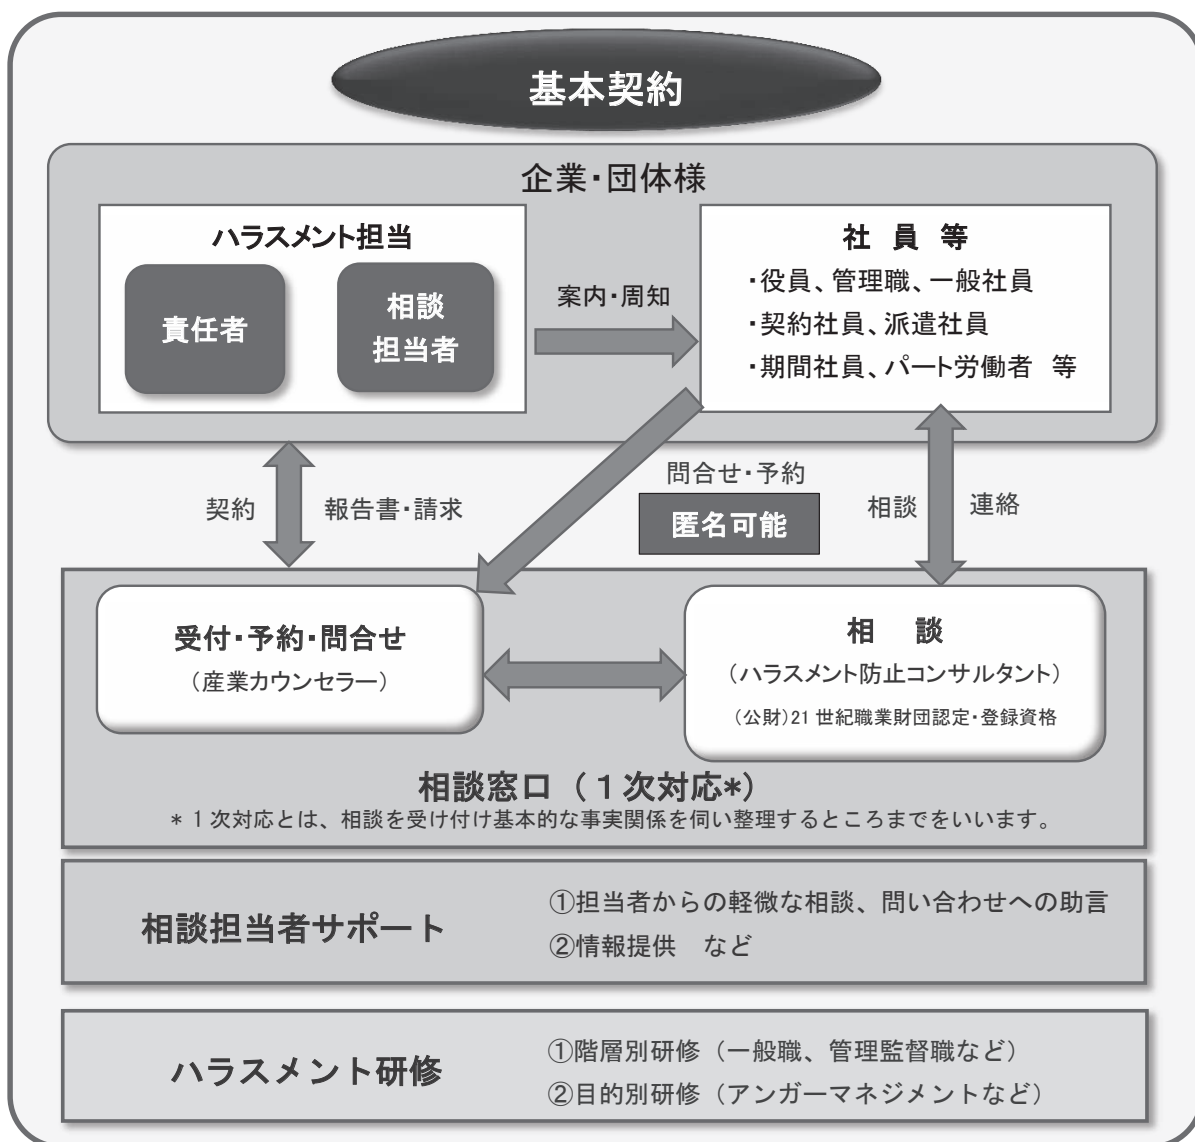 基本契約
企業・団体様
ハラスメント担当
責任者
相談
担当者
案内・周知
社 員 等
・役員、管理職、一般社員
・契約社員、派遣社員
・期間社員、パート労働者 等
契約
報告書・請求
問合せ・予約
匿名可能
相談
連絡
受付・予約・問合せ
（産業カウンセラー）
相 談
（ハラスメント防止コンサルタント）
（公財）21 世紀職業財団認定・登録資格
相談窓口（１次対応*）
* １次対応とは、相談を受け付け基本的な事実関係を伺い整理するところまでをいいます。
相談担当者サポート
①担当者からの軽微な相談、問い合わせへの助言
②情報提供　など
ハラスメント研修
①階層別研修（一般職、管理監督職など）
②目的別研修（アンガーマネジメントなど）